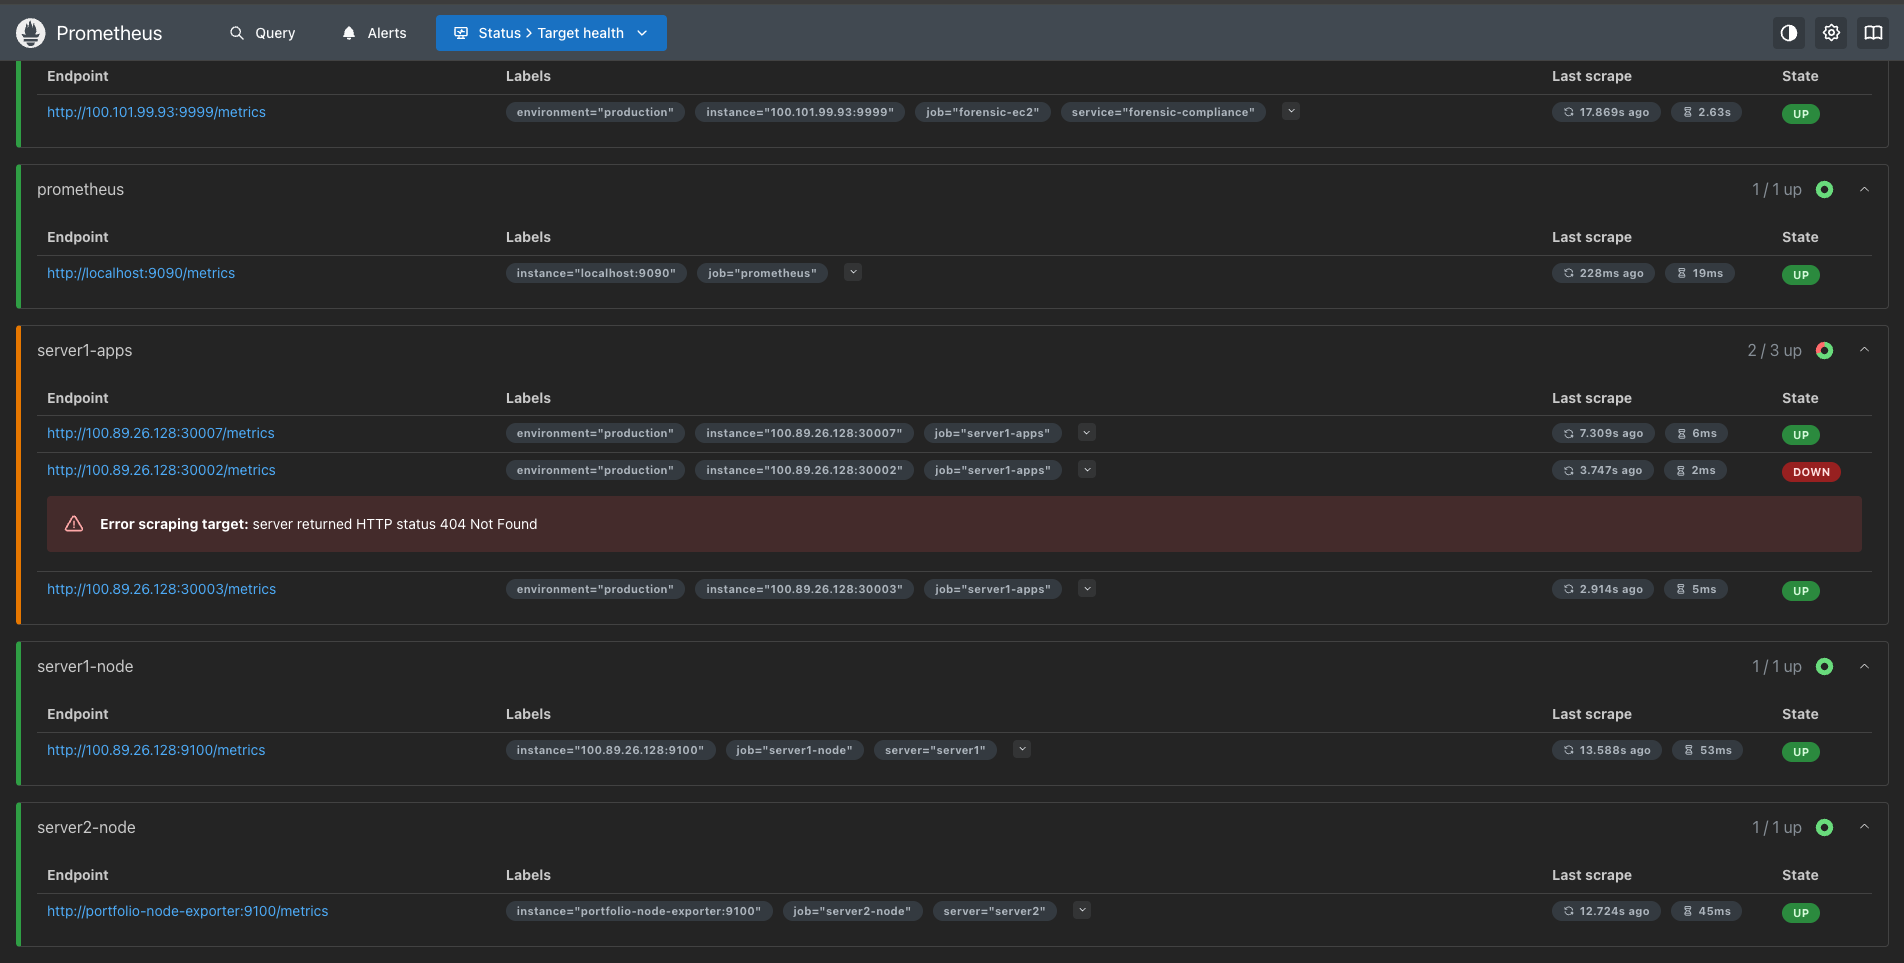 Prometheus Query Alerts Status > Target health
Endpoint Labels Last scrape State
http://100.101.99.93:9999/metrics environment="production" instance="100.101.99.93:9999" job="forensic-ec2" service="forensic-compliance" 17.869s ago 2.63s UP
prometheus 1 / 1 up
Endpoint Labels Last scrape State
http://localhost:9090/metrics instance="localhost:9090" job="prometheus" 228ms ago 19ms UP
server1-apps 2 / 3 up
Endpoint Labels Last scrape State
http://100.89.26.128:30007/metrics environment="production" instance="100.89.26.128:30007" job="server1-apps" 7.309s ago 6ms UP
http://100.89.26.128:30002/metrics environment="production" instance="100.89.26.128:30002" job="server1-apps" 3.747s ago 2ms DOWN
Error scraping target: server returned HTTP status 404 Not Found
http://100.89.26.128:30003/metrics environment="production" instance="100.89.26.128:30003" job="server1-apps" 2.914s ago 5ms UP
server1-node 1 / 1 up
Endpoint Labels Last scrape State
http://100.89.26.128:9100/metrics instance="100.89.26.128:9100" job="server1-node" server="server1" 13.588s ago 53ms UP
server2-node 1 / 1 up
Endpoint Labels Last scrape State
http://portfolio-node-exporter:9100/metrics instance="portfolio-node-exporter:9100" job="server2-node" server="server2" 12.724s ago 45ms UP